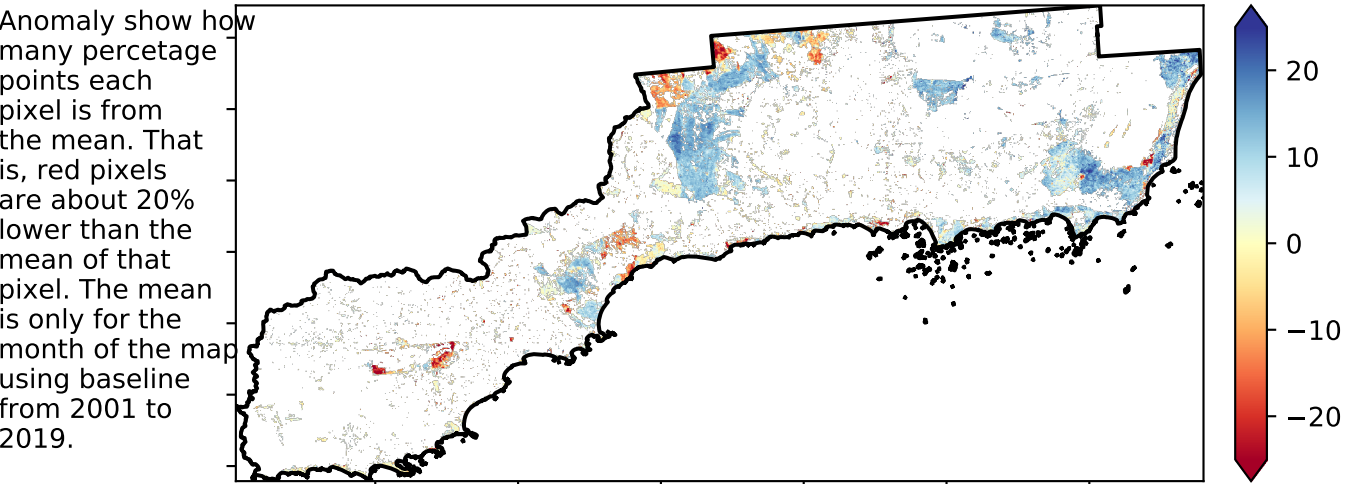 Anomaly show how
many percetage
points each
pixel is from
the mean. That
is, red pixels
are about 20%
lower than the
mean of that
pixel. The mean
is only for the
month of the map
using baseline
from 2001 to
2019.
20
10
0
−10
−20